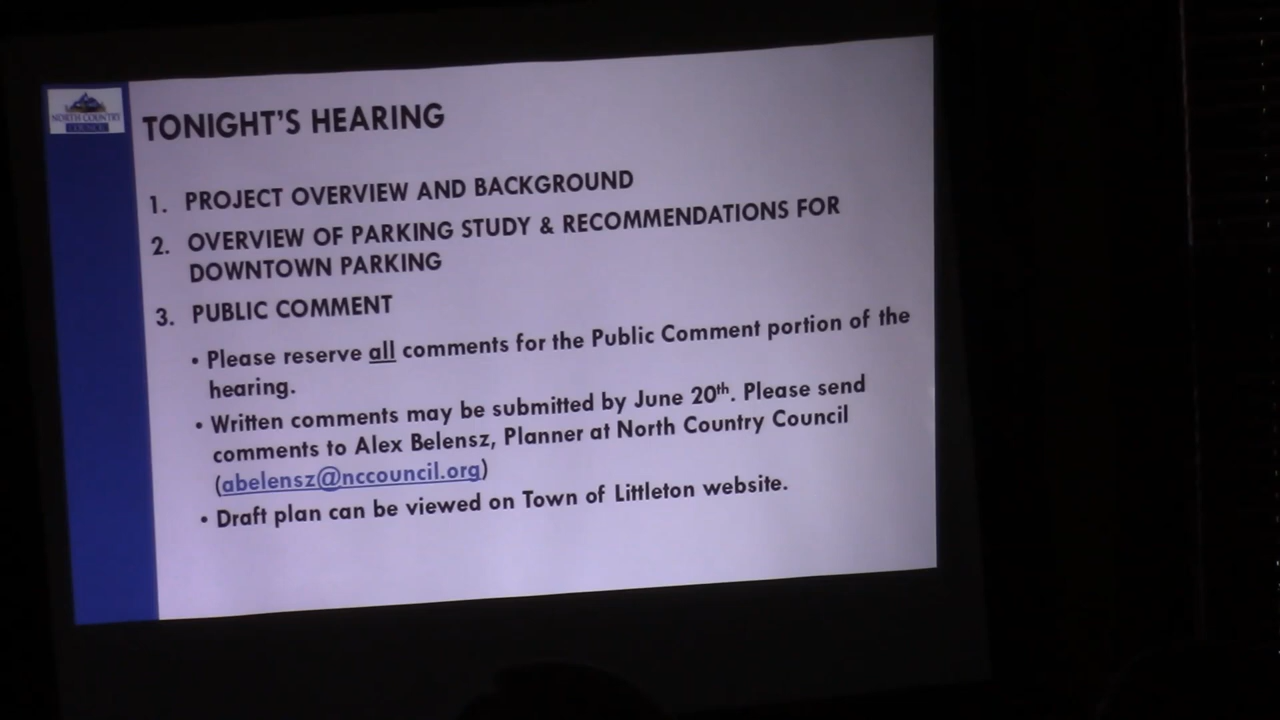 NORTH COUNTRY
COUNCIL
TONIGHT'S HEARING
1. PROJECT OVERVIEW AND BACKGROUND
2. OVERVIEW OF PARKING STUDY & RECOMMENDATIONS FOR
DOWNTOWN PARKING
3. PUBLIC COMMENT
• Please reserve all comments for the Public Comment portion of the
hearing.
• Written comments may be submitted by June 20th. Please send
comments to Alex Belensz, Planner at North Country Council
(abelensz@nccouncil.org)
• Draft plan can be viewed on Town of Littleton website.